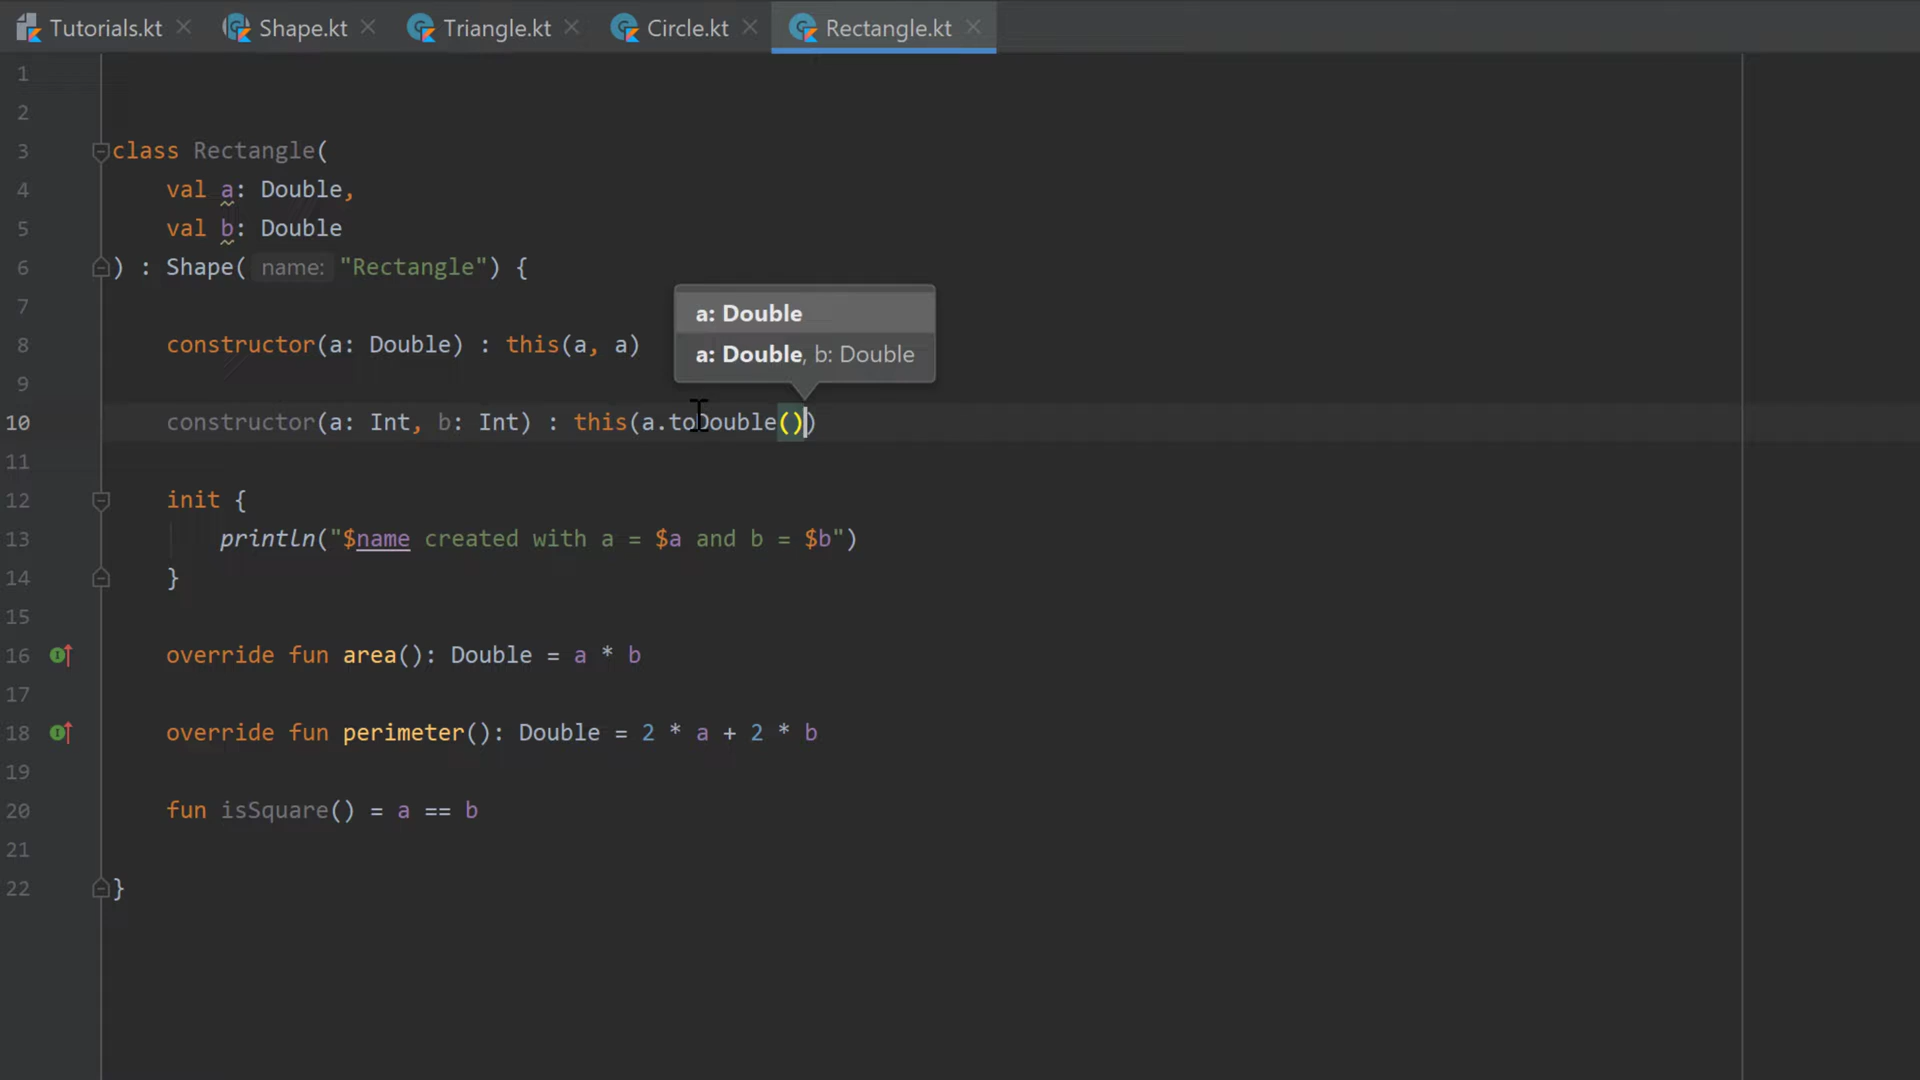 Tutorials.kt Shape.kt Triangle.kt Circle.kt Rectangle.kt
1
2
3 class Rectangle(
4 val a: Double,
5 val b: Double
6 ) : Shape( name: "Rectangle") {
7
a: Double
8 constructor(a: Double) : this(a, a)
a: Double, b: Double
9
10 constructor(a: Int, b: Int) : this(a.toDouble())
11
12 init {
13 println("$name created with a = $a and b = $b")
14 }
15
16 override fun area(): Double = a * b
17
18 override fun perimeter(): Double = 2 * a + 2 * b
19
20 fun isSquare() = a == b
21
22 }